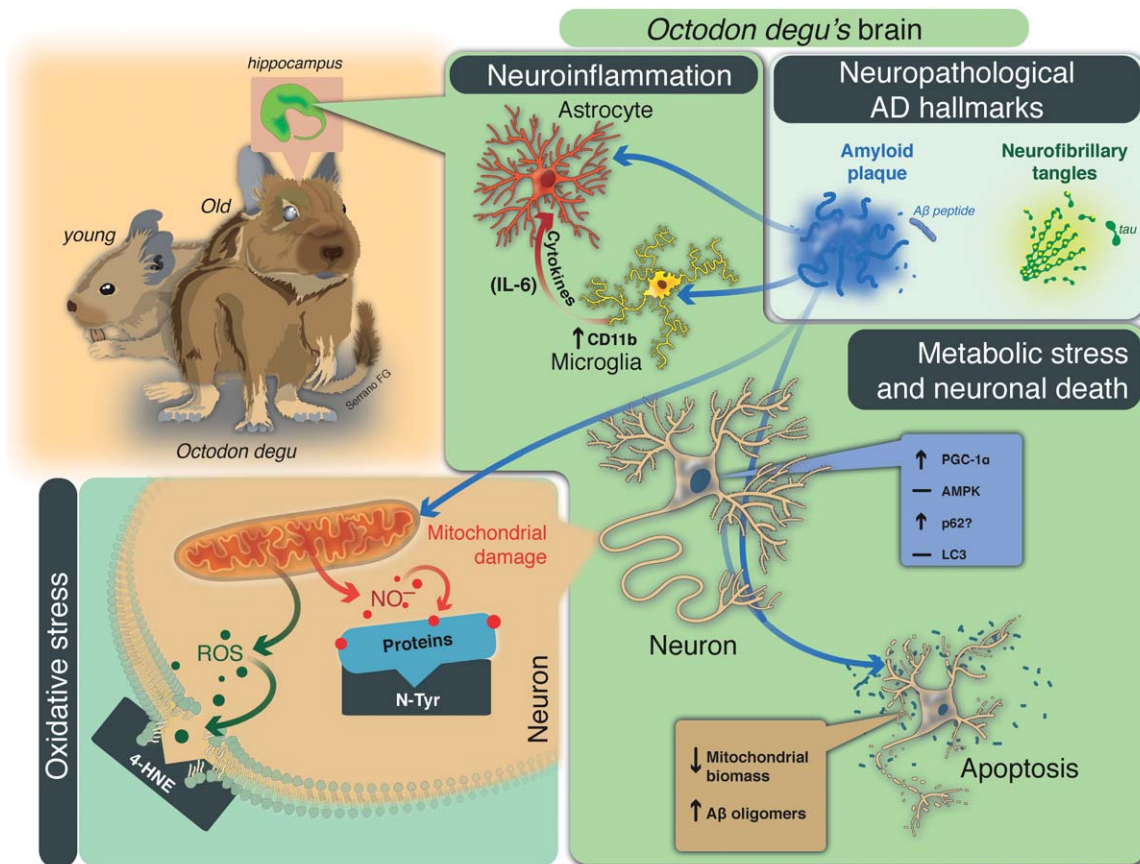 Octodon degu's brain
hippocampus
Old
young
Serrano FG
Octodon degu
Neuroinflammation
Astrocyte
Cytokines
(IL-6)
↑ CD11b
Microglia
Neuropathological
AD hallmarks
Amyloid
plaque
Aβ peptide
Neurofibrillary
tangles
tau
Metabolic stress
and neuronal death
↑ PGC-1α
— AMPK
↑ p62?
— LC3
Neuron
Apoptosis
↓ Mitochondrial
biomass
↑ Aβ oligomers
Oxidative stress
Mitochondrial
damage
NO–
Proteins
N-Tyr
ROS
4-HNE
Neuron